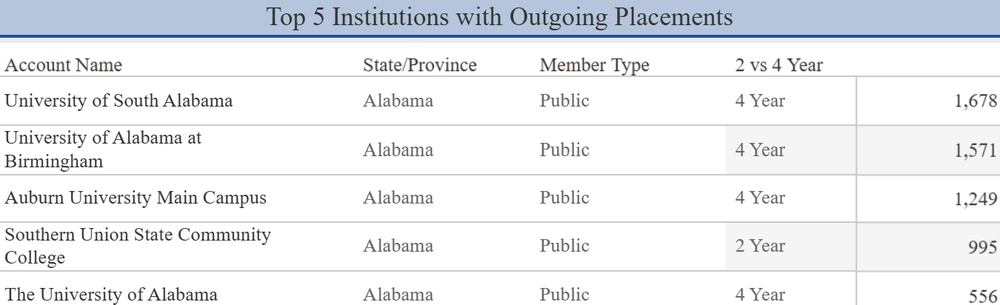 Top 5 Institutions with Outgoing Placements
Account Name State/Province Member Type 2 vs 4 Year
University of South Alabama Alabama Public 4 Year 1,678
University of Alabama at
Birmingham Alabama Public 4 Year 1,571
Auburn University Main Campus Alabama Public 4 Year 1,249
Southern Union State Community
College Alabama Public 2 Year 995
The University of Alabama Alabama Public 4 Year 556